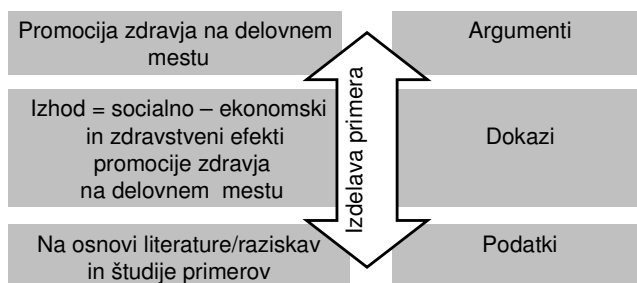 Promocija zdravja na delovnem
mestu
Argumenti
Izhod = socialno – ekonomski
in zdravstveni efekti
promocije zdravja
na delovnem mestu
Izdelava primera
Dokazi
Na osnovi literature/raziskav
in študije primerov
Podatki